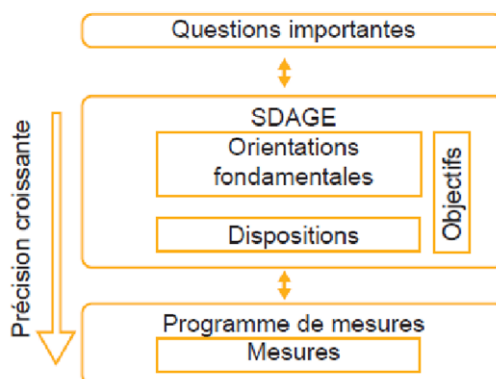 Questions importantes
SDAGE
Orientations
fondamentales
Objectifs
Dispositions
Précision croissante
Programme de mesures
Mesures